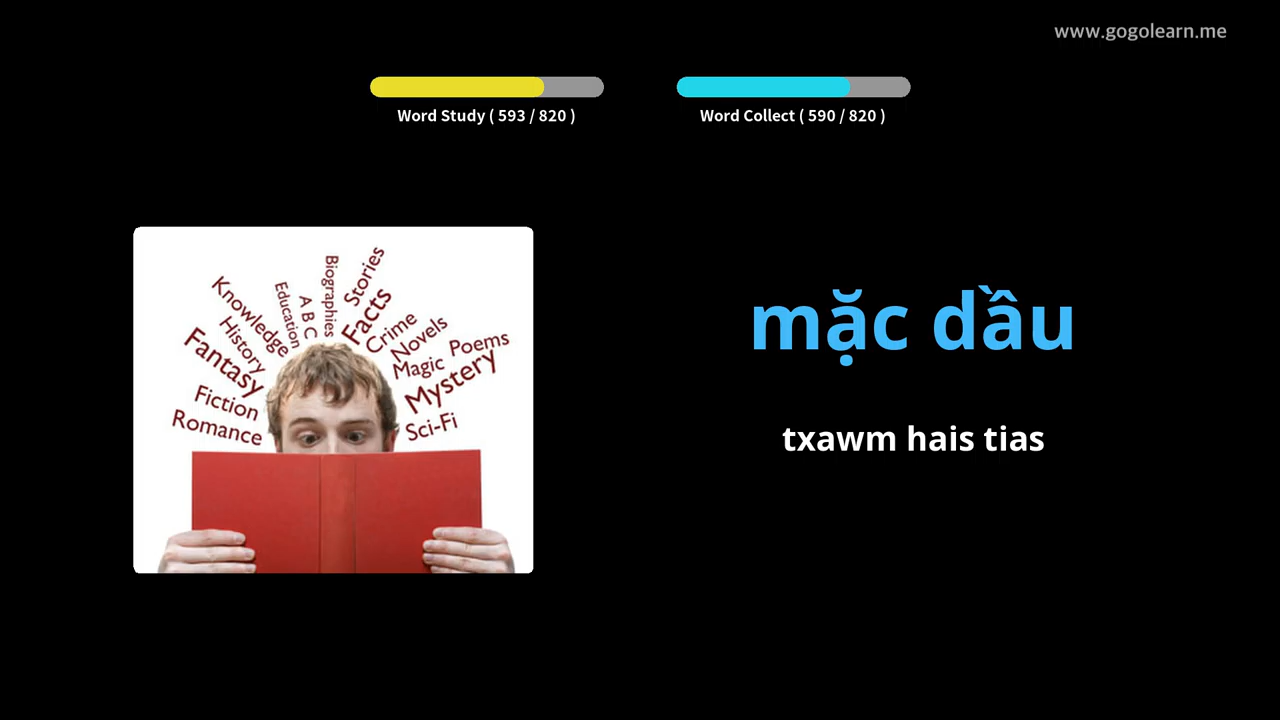 www.gogolearn.me
Word Study ( 593 / 820 )
Word Collect ( 590 / 820 )
Knowledge
Education
A B C
Biographies
Stories
Facts
History
Crime
Novels
Fantasy
Magic
Poems
Mystery
Fiction
Romance
Sci-Fi
mặc dầu
txawm hais tias